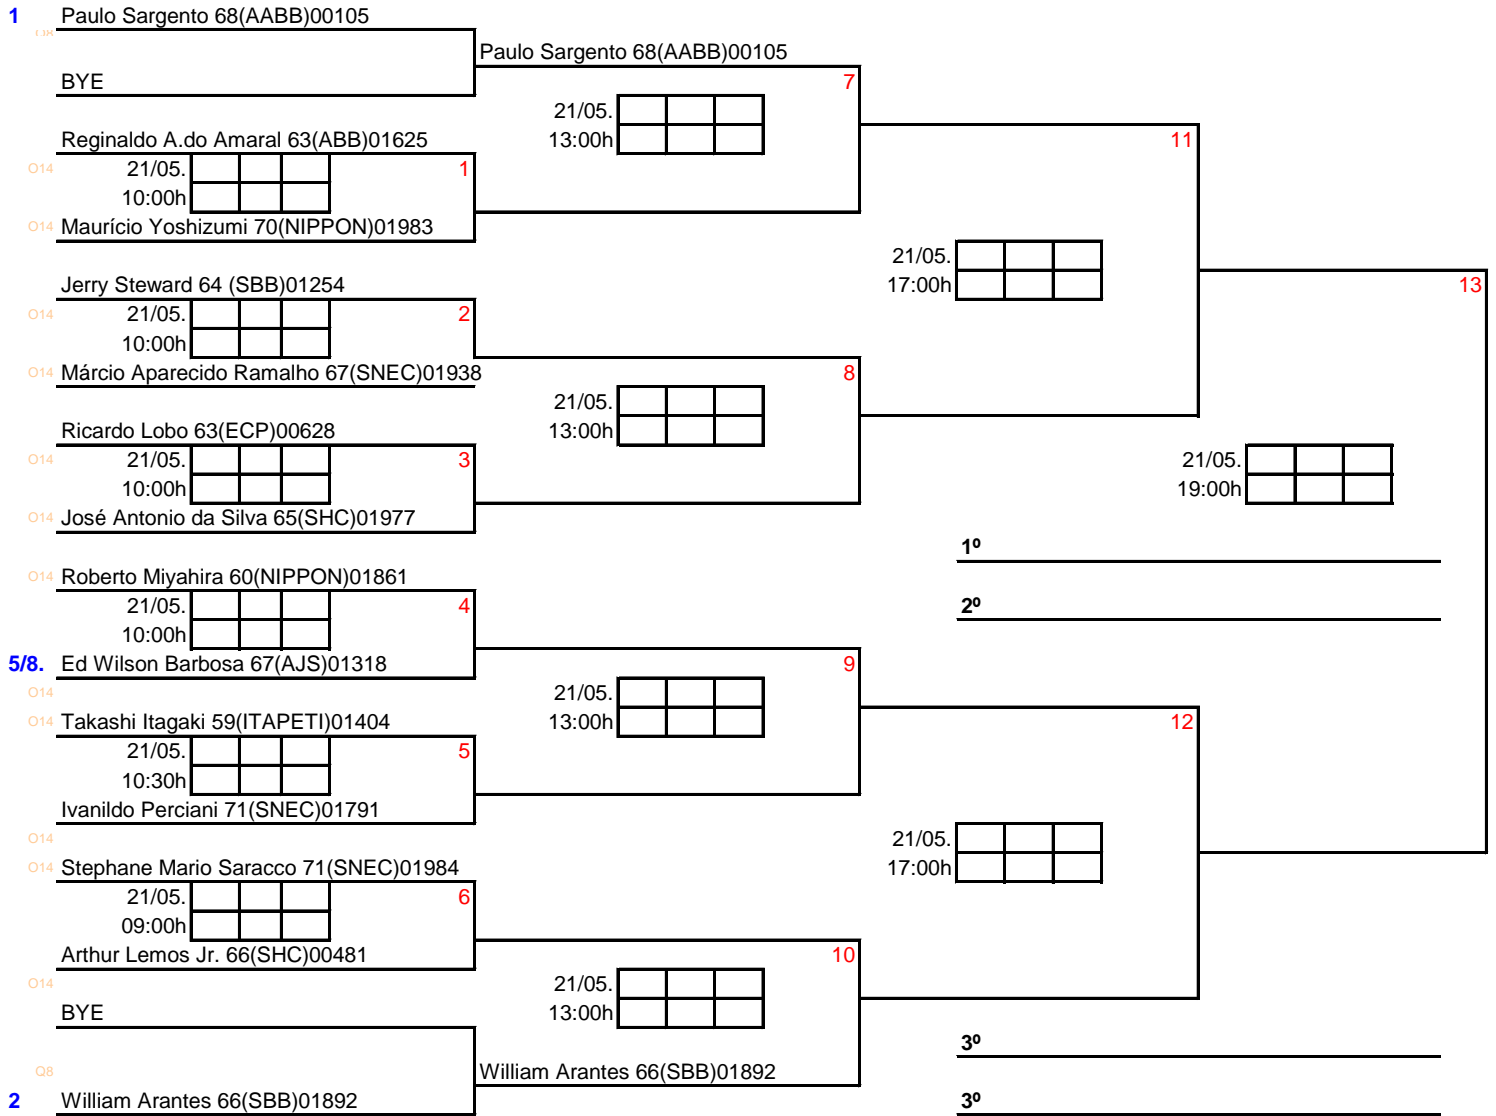 1 Paulo Sargento 68(AABB)00105
Paulo Sargento 68(AABB)00105
BYE
7
21/05.
13:00h
Reginaldo A.do Amaral 63(ABB)01625
11
O14 21/05. 1
10:00h
O14 Maurício Yoshizumi 70(NIPPON)01983
21/05.
17:00h
Jerry Steward 64 (SBB)01254
13
O14 21/05. 2
10:00h
O14 Márcio Aparecido Ramalho 67(SNEC)01938
8
21/05.
13:00h
Ricardo Lobo 63(ECP)00628
O14 21/05. 3
10:00h
21/05.
19:00h
O14 José Antonio da Silva 65(SHC)01977
1º
O14 Roberto Miyahira 60(NIPPON)01861
21/05. 4
10:00h
2º
5/8. Ed Wilson Barbosa 67(AJS)01318
9
O14
21/05.
13:00h
O14 Takashi Itagaki 59(ITAPETI)01404
12
21/05. 5
10:30h
Ivanildo Perciani 71(SNEC)01791
O14
21/05.
17:00h
O14 Stephane Mario Saracco 71(SNEC)01984
21/05. 6
09:00h
Arthur Lemos Jr. 66(SHC)00481
10
O14
21/05.
13:00h
BYE
3º
Q8
William Arantes 66(SBB)01892
2 William Arantes 66(SBB)01892
3º